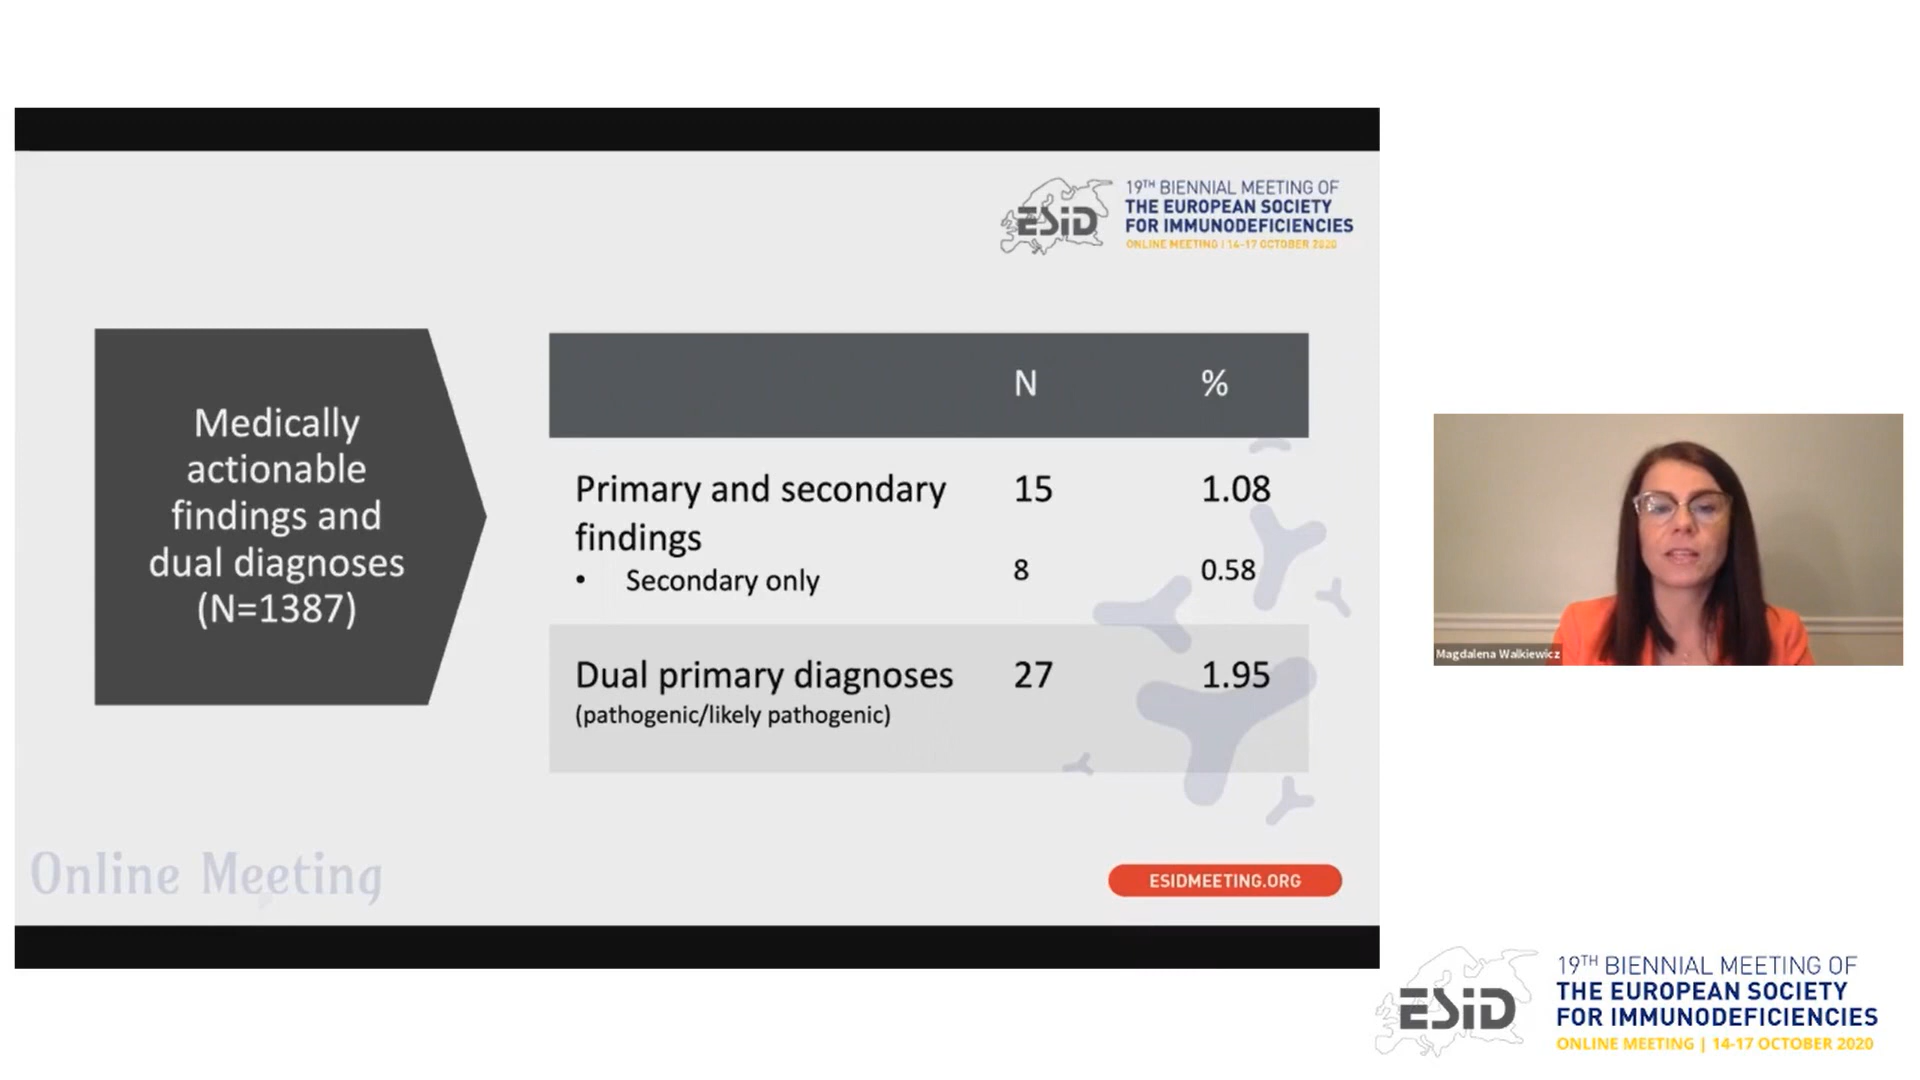 19TH BIENNIAL MEETING OF
ESiD
THE EUROPEAN SOCIETY
FOR IMMUNODEFICIENCIES
ONLINE MEETING | 14-17 OCTOBER 2020
Medically
actionable
findings and
dual diagnoses
(N=1387)
N %
Primary and secondary 15 1.08
findings
• Secondary only 8 0.58
Dual primary diagnoses 27 1.95
(pathogenic/likely pathogenic)
Online Meeting
ESIDMEETING.ORG
Magdalena Walkiewicz
19TH BIENNIAL MEETING OF
ESiD
THE EUROPEAN SOCIETY
FOR IMMUNODEFICIENCIES
ONLINE MEETING | 14-17 OCTOBER 2020